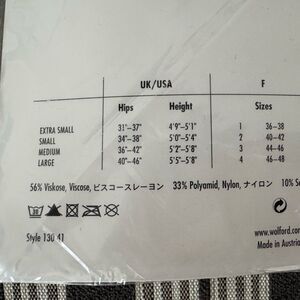 UK/USA F
Hips Height Sizes
EXTRA SMALL 31"-37" 4'9"-5'1" 1 36-38
SMALL 34"-38" 5'0"-5'4" 2 40-42
MEDIUM 36"-42" 5'2"-5'8" 3 44-46
LARGE 40"-46" 5'5"-5'8" 4 46-48
56% Viskose, Viscose, ビスコースレーヨン 33% Polyamid, Nylon, ナイロン 10%
Style 130 41
www.wolford.com
Made in Austria